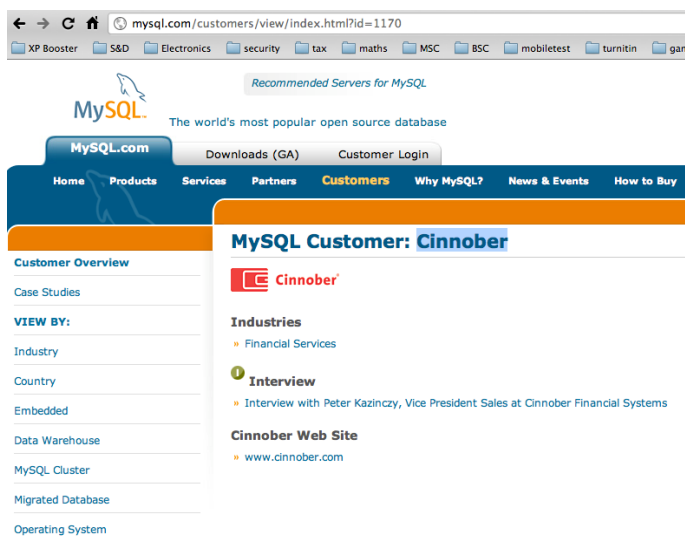 mysql.com/customers/view/index.html?id=1170
XP Booster S&D Electronics security tax maths MSC BSC mobiletest turnitin gan
Recommended Servers for MySQL
MySQL™
The world's most popular open source database
MySQL.com Downloads (GA) Customer Login
Home Products Services Partners Customers Why MySQL? News & Events How to Buy
MySQL Customer: Cinnober
Customer Overview
Cinnober®
Case Studies
VIEW BY:
Industry
Country
Embedded
Data Warehouse
MySQL Cluster
Migrated Database
Operating System
Industries
» Financial Services
Interview
» Interview with Peter Kazinczy, Vice President Sales at Cinnober Financial Systems
Cinnober Web Site
» www.cinnober.com